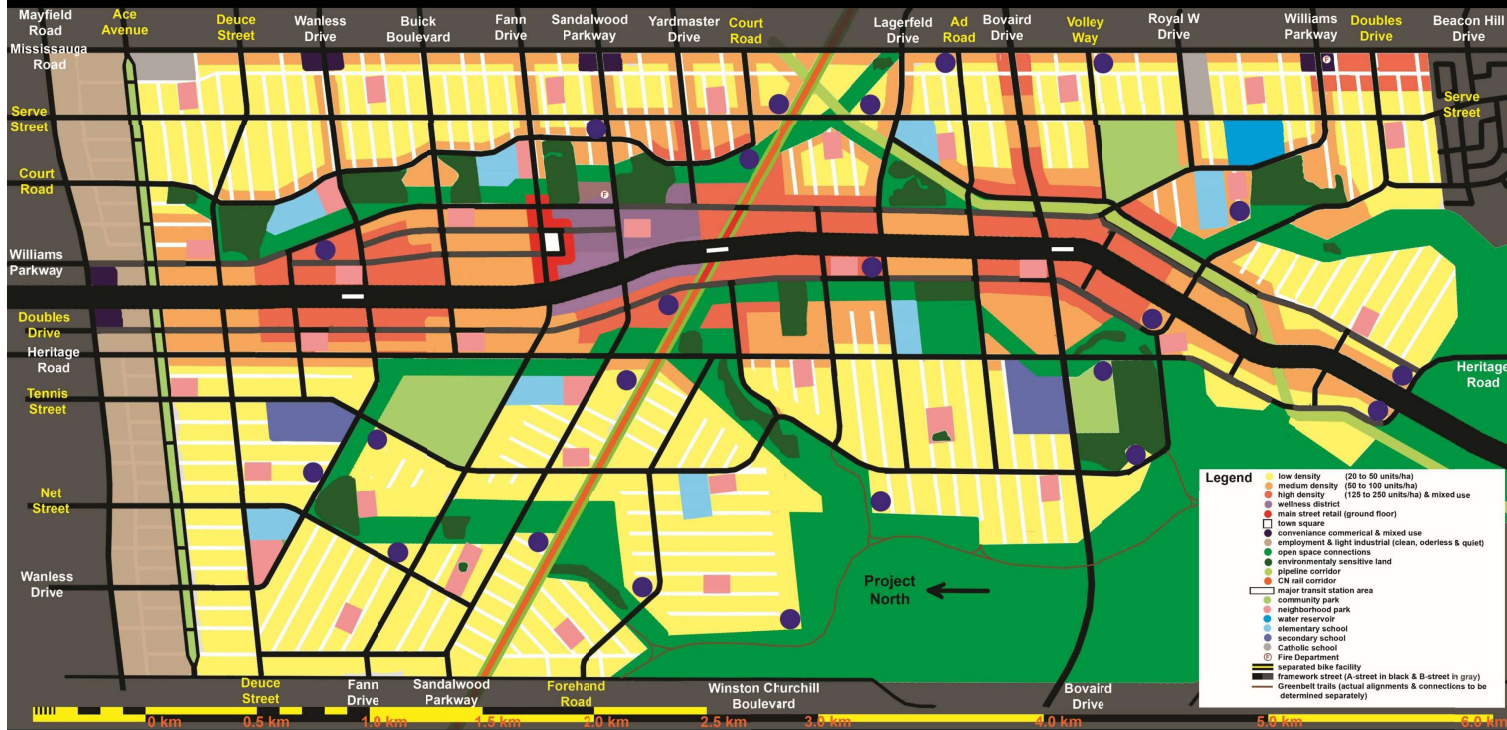 Mayfield
Road
Ace
Avenue
Deuce
Street
Wanless
Drive
Buick
Boulevard
Fann
Drive
Sandalwood
Parkway
Yardmaster
Drive
Court
Road
Lagerfeld
Drive
Ad
Road
Bovaird
Drive
Volley
Way
Royal W
Drive
Williams
Parkway
Doubles
Drive
Beacon Hill
Drive
Mississauga
Road
F
Serve
Street
Serve
Street
Court
Road
F
Williams
Parkway
Doubles
Drive
Heritage
Road
Heritage
Road
Tennis
Street
Net
Street
Wanless
Drive
Project
North
Legend
low density (20 to 50 units/ha)
medum density (50 to 100 units/ha)
high density (125 to 250 units/ha) & mixed use
wellness district
main street retail (ground floor)
town square
conveniance commerical & mixed use
employment & light industrial (clean, oderless & quiet)
open space connections
environmentaly sensitive land
pipeline corridor
CN rail corridor
major transit station area
community park
neighborhood park
water reservoir
elementary school
secondary school
Catholic school
F Fire Department
separated bike facility
framework street (A-street in black & B-street in gray)
Greenbelt trails (actual alignments & connections to be
determined separately)
Deuce
Street
Fann
Drive
Sandalwood
Parkway
Forehand
Road
Winston Churchill
Boulevard
Bovaird
Drive
0 km 0.5 km 1.0 km 1.5 km 2.0 km 2.5 km 3.0 km 4.0 km 5.0 km 6.0 km